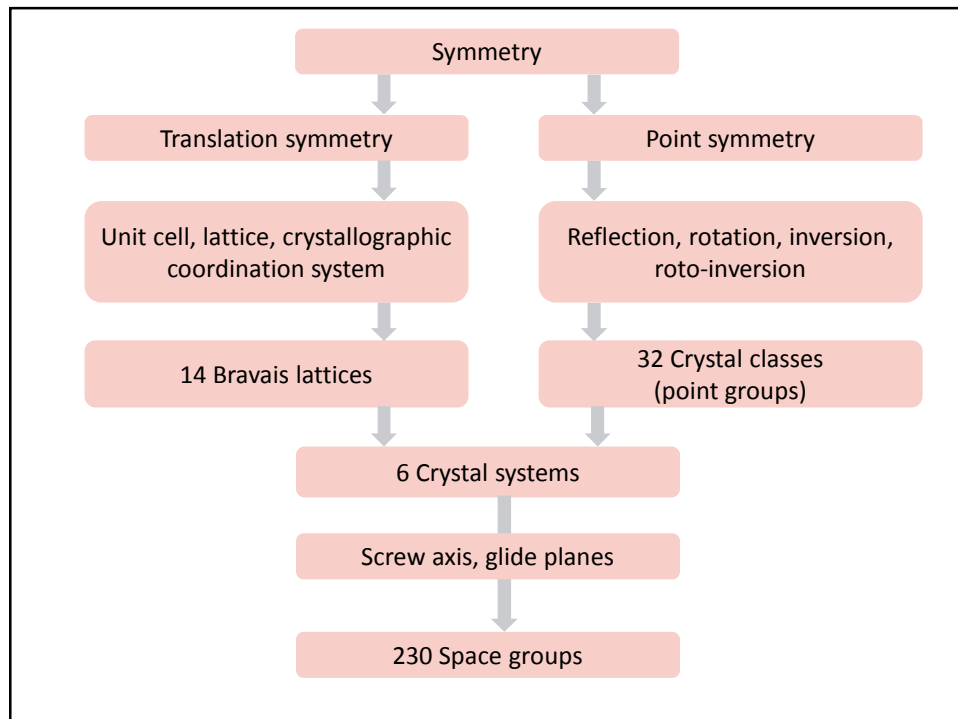 Symmetry
Translation symmetry
Point symmetry
Unit cell, lattice, crystallographic
coordination system
Reflection, rotation, inversion,
roto-inversion
14 Bravais lattices
32 Crystal classes
(point groups)
6 Crystal systems
Screw axis, glide planes
230 Space groups